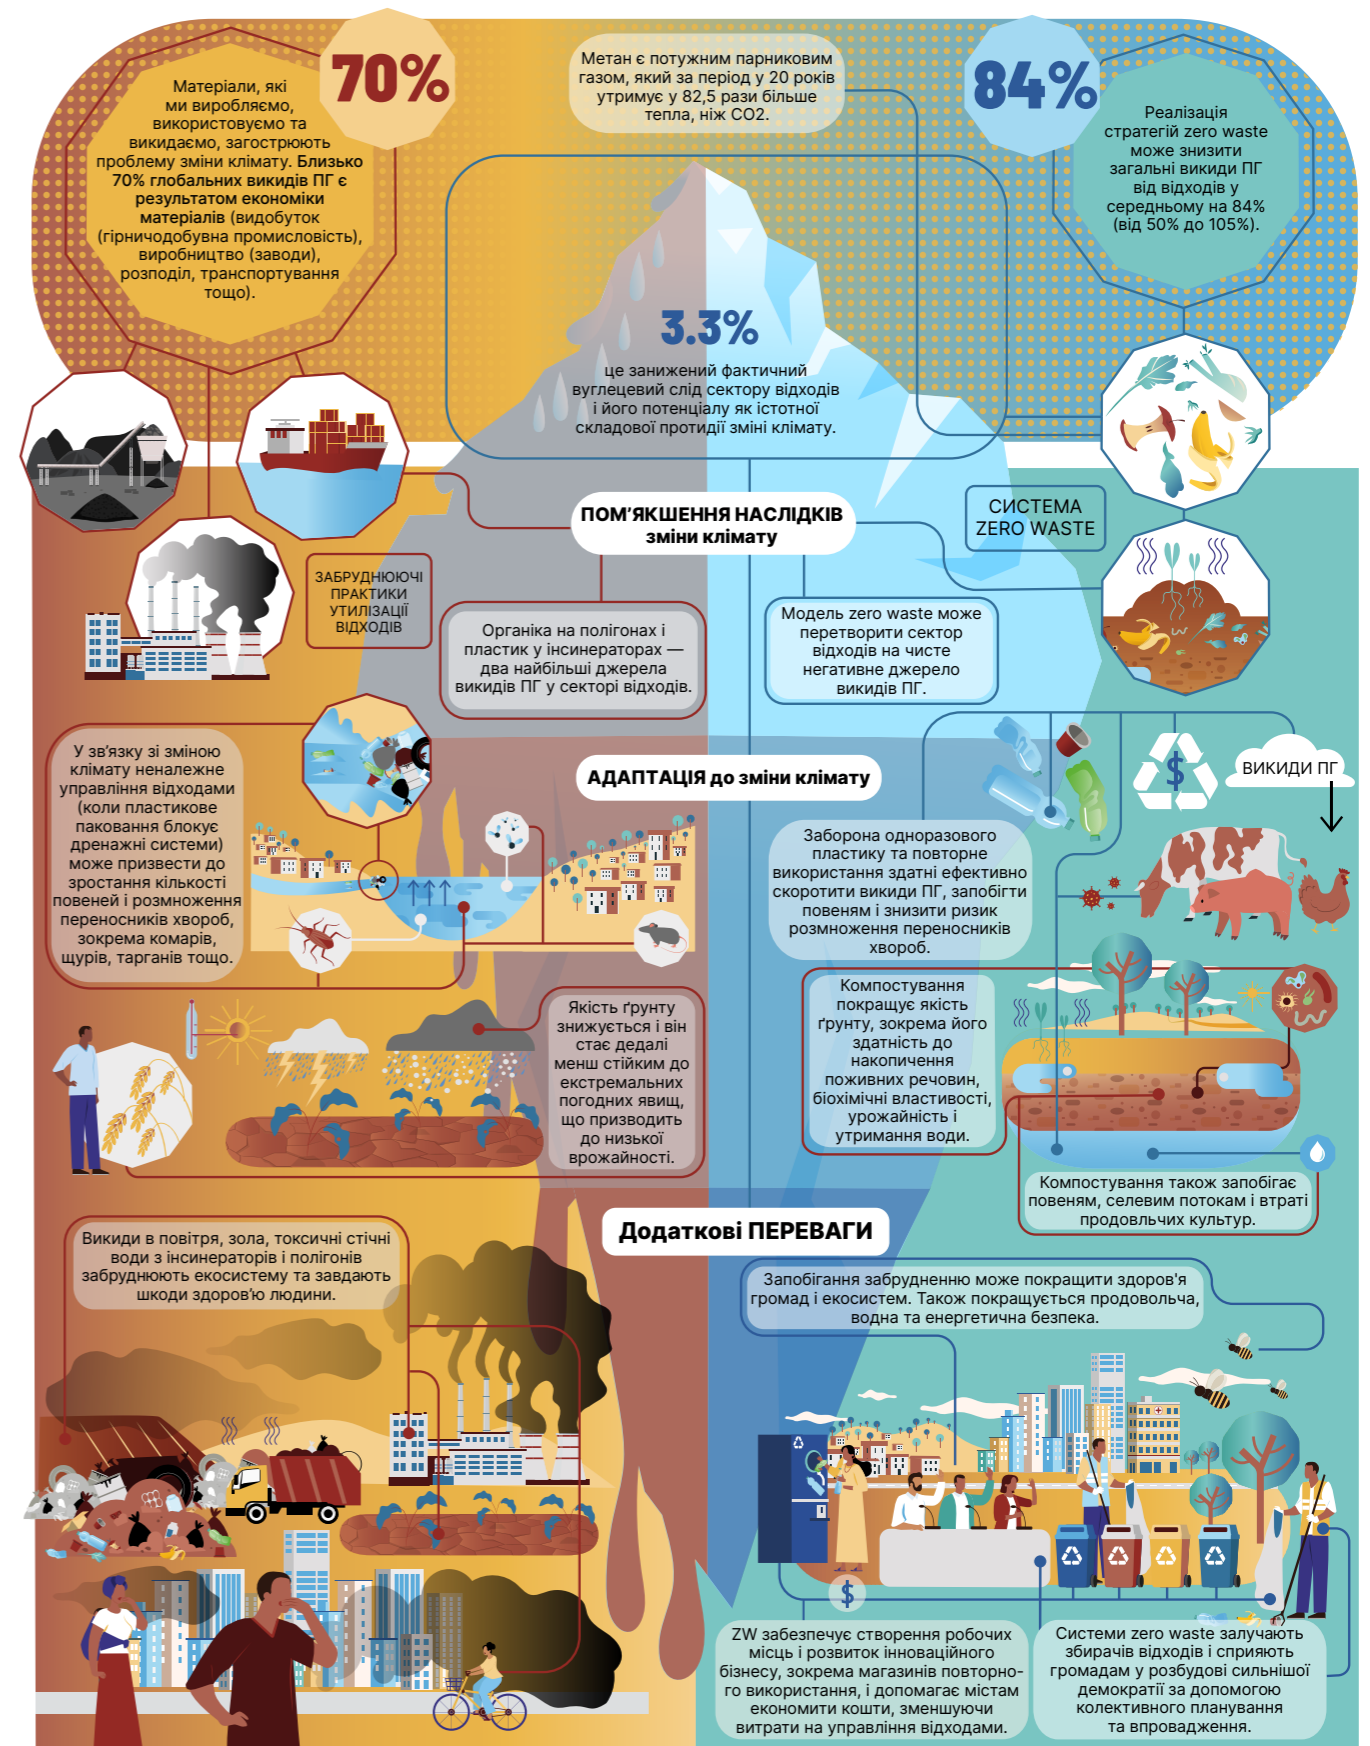 70%
Матеріали, які
ми виробляємо,
використовуємо та
викидаємо, загострюють
проблему зміни клімату. Близько
70% глобальних викидів ПГ є
результатом економіки
матеріалів (видобуток
(гірничодобувна промисловість),
виробництво (заводи),
розподіл, транспортування
тощо).
Метан є потужним парниковим
газом, який за період у 20 років
утримує у 82,5 рази більше
тепла, ніж СО2.
84%
Реалізація
стратегій zero waste
може знизити
загальні викиди ПГ
від відходів у
середньому на 84%
(від 50% до 105%).
3.3%
це занижений фактичний
вуглецевий слід сектору відходів
і його потенціалу як істотної
складової протидії зміні клімату.
ПОМ’ЯКШЕННЯ НАСЛІДКІВ
зміни клімату
СИСТЕМА
ZERO WASTE
ЗАБРУДНЮЮЧІ
ПРАКТИКИ
УТИЛІЗАЦІЇ
ВІДХОДІВ
Органіка на полігонах і
пластик у інсинераторах —
два найбільші джерела
викидів ПГ у секторі відходів.
Модель zero waste може
перетворити сектор
відходів на чисте
негативне джерело
викидів ПГ.
АДАПТАЦІЯ до зміни клімату
У зв’язку зі зміною
клімату неналежне
управління відходами
(коли пластикове
паковання блокує
дренажні системи)
може призвести до
зростання кількості
повеней і розмноження
переносників хвороб,
зокрема комарів,
щурів, тарганів тощо.
$
ВИКИДИ ПГ
Заборона одноразового
пластику та повторне
використання здатні ефективно
скоротити викиди ПГ, запобігти
повеням і знизити ризик
розмноження переносників
хвороб.
Якість ґрунту
знижується і він
стає дедалі
менш стійким до
екстремальних
погодних явищ,
що призводить
до низької
врожайності.
Компостування
покращує якість
ґрунту, зокрема його
здатність до
накопичення
поживних речовин,
біохімічні властивості,
урожайність і
утримання води.
Компостування також запобігає
повеням, селевим потокам і втраті
продовльчих культур.
Додаткові ПЕРЕВАГИ
Викиди в повітря, зола, токсичні стічні
води з інсинераторів і полігонів
забруднюють екосистему та завдають
шкоди здоров’ю людини.
Запобігання забрудненню може покращити здоров'я
громад і екосистем. Також покращується продовольча,
водна та енергетична безпека.
$
ZW забезпечує створення робочих
місць і розвиток інноваційного
бізнесу, зокрема магазинів повторно-
го використання, і допомагає містам
економити кошти, зменшуючи
витрати на управління відходами.
Системи zero waste залучають
збирачів відходів і сприяють
громадам у розбудові сильнішої
демократії за допомогою
колективного планування
та впровадження.